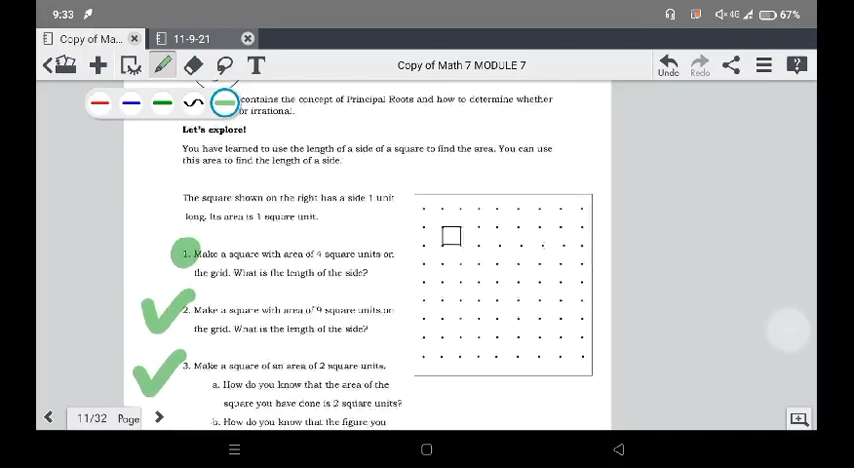 9:33
4G
67%
Copy of Ma...
11-9-21
T
Copy of Math 7 MODULE 7
Undo
Redo
contains the concept of Principal Roots and how to determine whether
or irrational.
Let's explore!
You have learned to use the length of a side of a square to find the area. You can use
this area to find the length of a side.
The square shown on the right has a side 1 unit
long. Its area is 1 square unit.
1. Make a square with area of 4 square units on
the grid. What is the length of the side?
2. Make a square with area of 9 square units on
the grid. What is the length of the side?
3. Make a square of an area of 2 square units.
a. How do you know that the area of the
square you have done is 2 square units?
b. How do you know that the figure you
11/32 Page